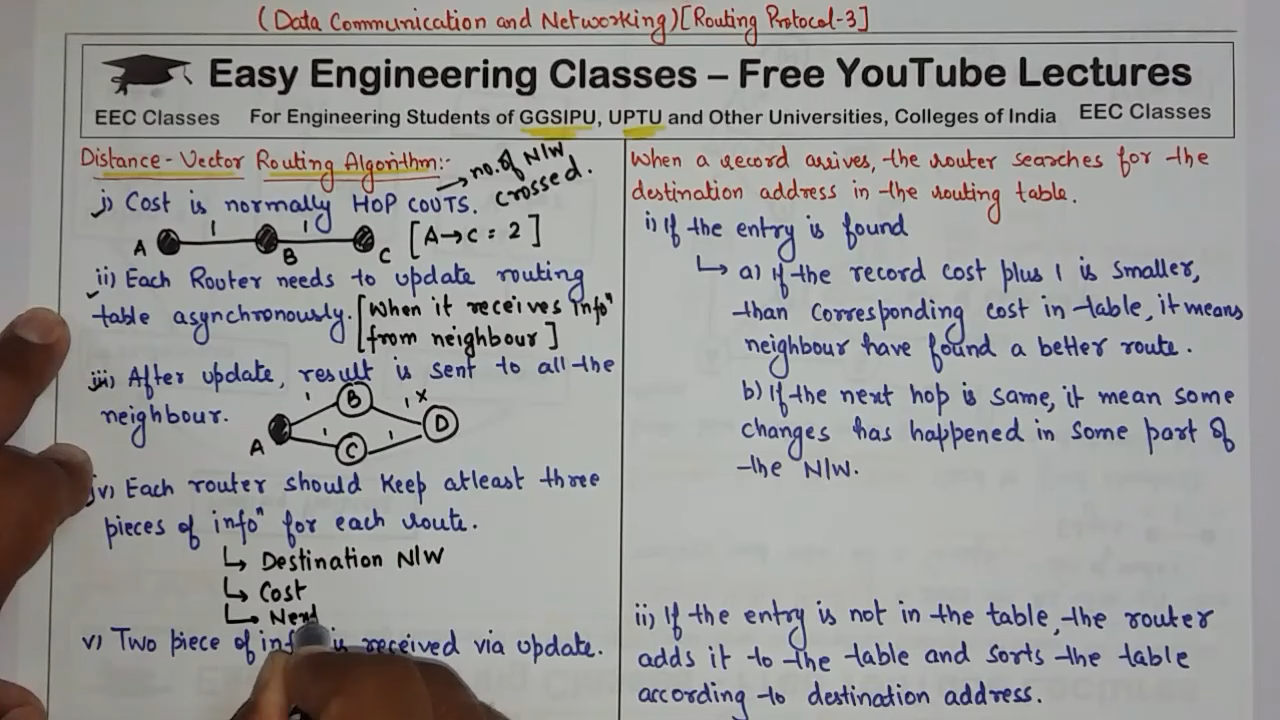 (Data Communication and Networking)[Routing Protocol-3]
Easy Engineering Classes – Free YouTube Lectures
EEC Classes For Engineering Students of GGSIPU, UPTU and Other Universities, Colleges of India EEC Classes
Distance-Vector Routing Algorithm:-
→ no. of N/W
crossed.
i) Cost is normally HOP COUTS.
A 1 B 1 C [A→C = 2]
ii) Each Router needs to update routing
table asynchronously. [When it receives infoⁿ
from neighbour]
iii) After update, result is sent to all the
neighbour.
A 1 B 1 x D
1 C 1
iv) Each router should keep atleast three
pieces of infoⁿ for each route.
↳ Destination N/W
↳ Cost
↳ Next
v) Two piece of inf is received via update.
When a record arrives, the router searches for the
destination address in the routing table.
i) If the entry is found
↳ a) if the record cost plus 1 is smaller,
than corresponding cost in table, it means
neighbour have found a better route.
b) If the next hop is same, it mean some
changes has happened in some part of
the N/W.
ii) If the entry is not in the table, the router
adds it to the table and sorts the table
according to destination address.